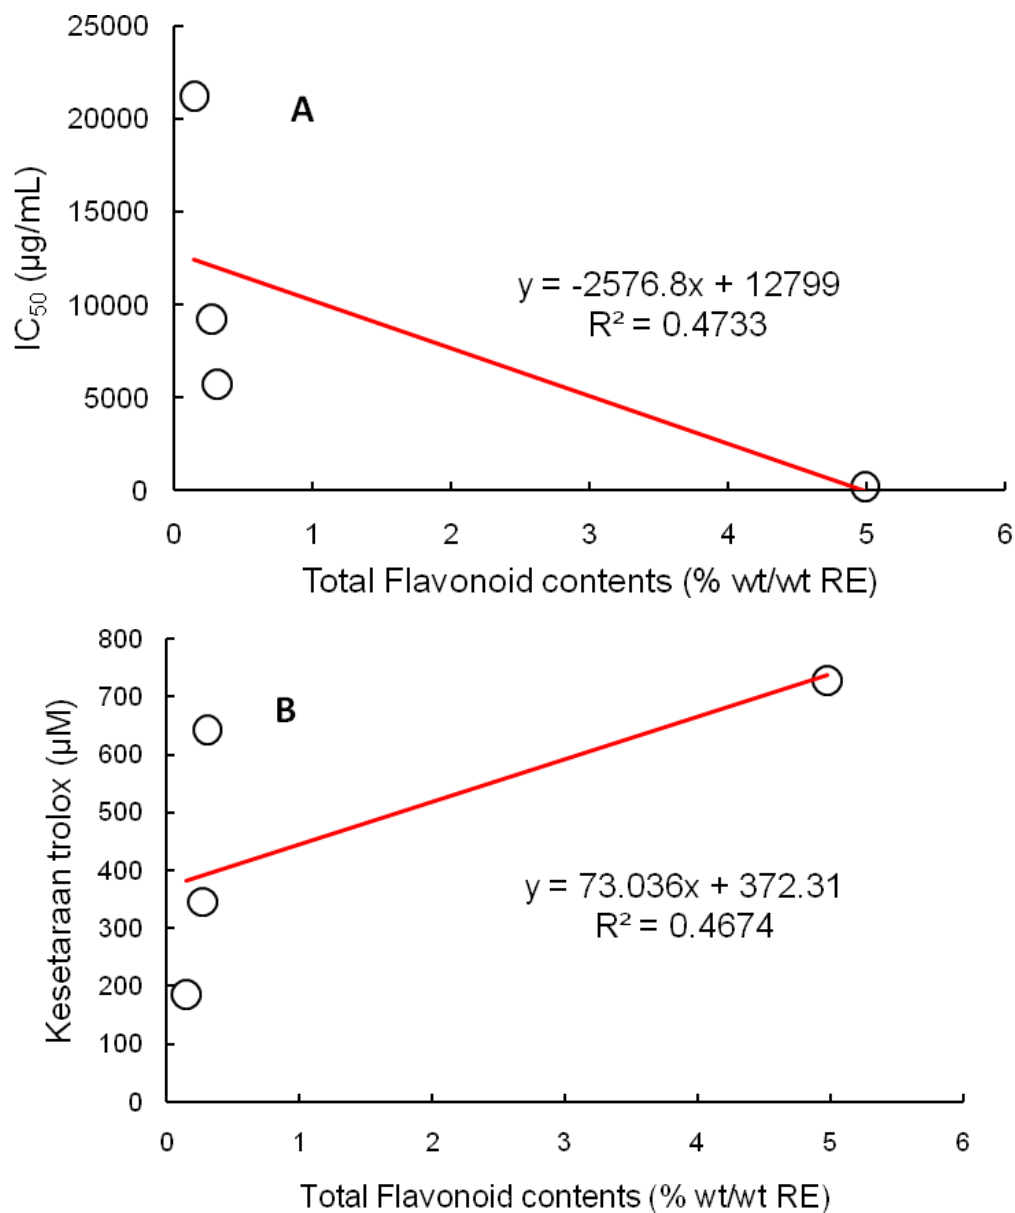 25000
20000
15000
10000
5000
0
IC₅₀ (µg/mL)
A
y = -2576.8x + 12799
R² = 0.4733
0 1 2 3 4 5 6
Total Flavonoid contents (% wt/wt RE)
800
700
600
500
400
300
200
100
0
Kesetaraan trolox (µM)
B
y = 73.036x + 372.31
R² = 0.4674
0 1 2 3 4 5 6
Total Flavonoid contents (% wt/wt RE)